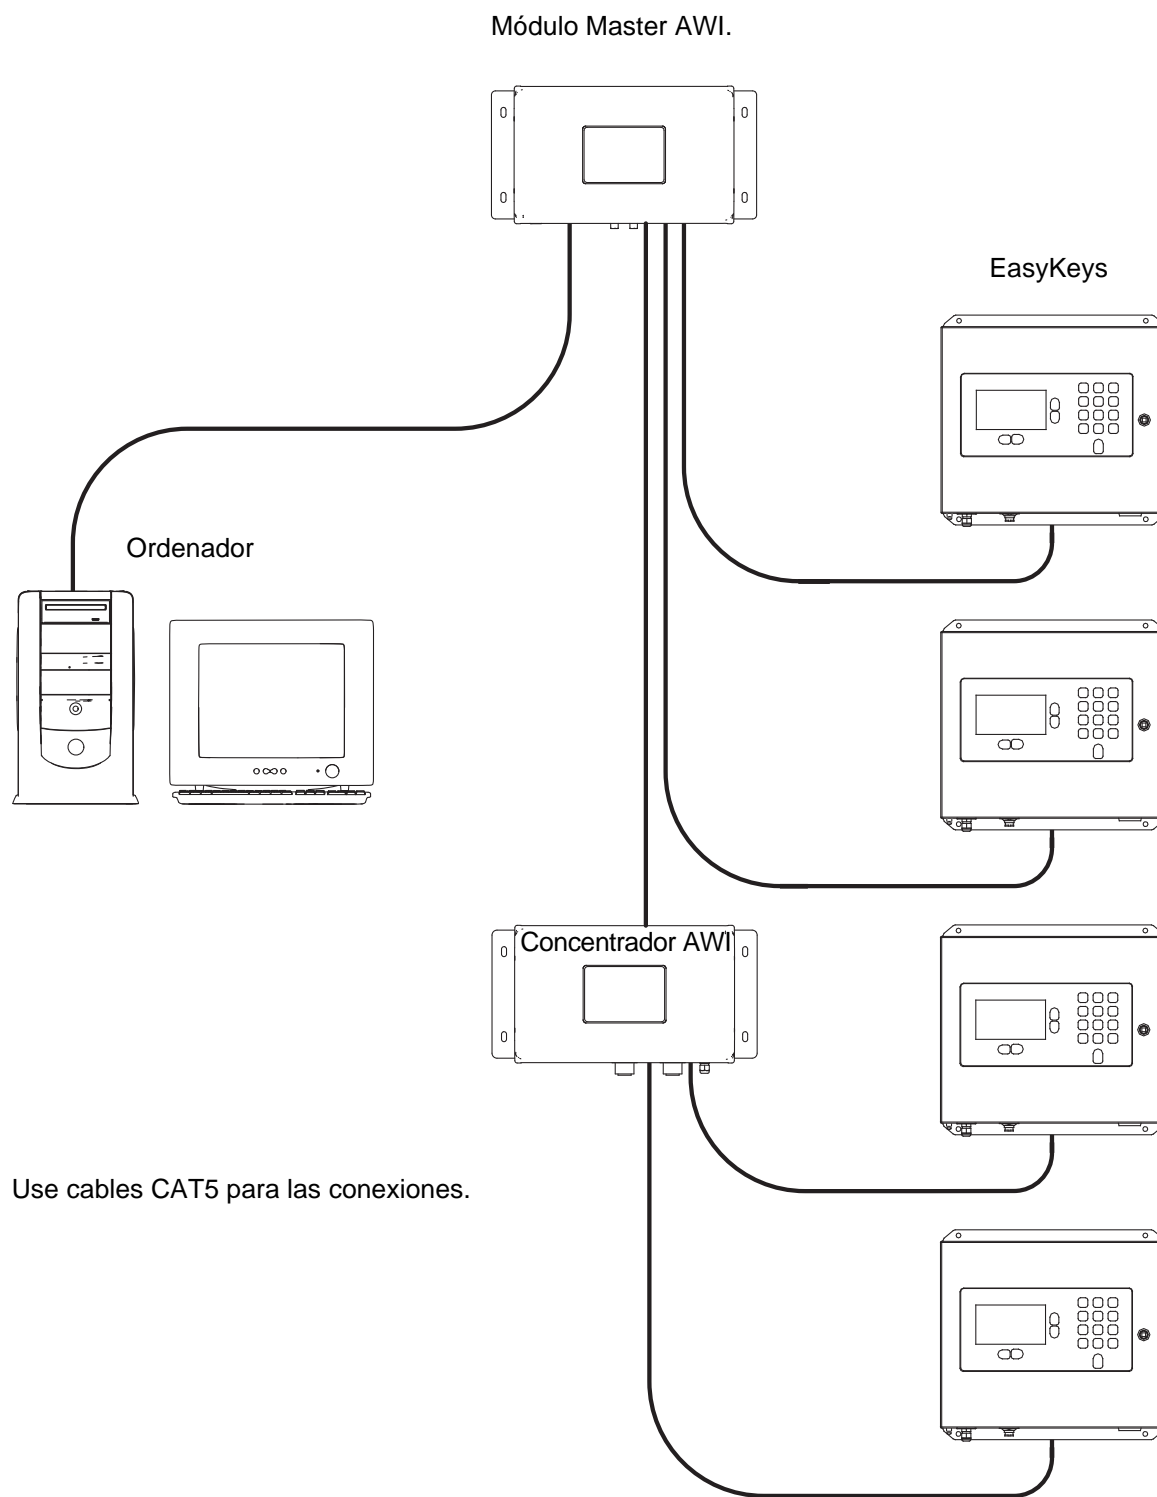 Módulo Master AWI.
EasyKeys
Ordenador
Concentrador AWI
Use cables CAT5 para las conexiones.